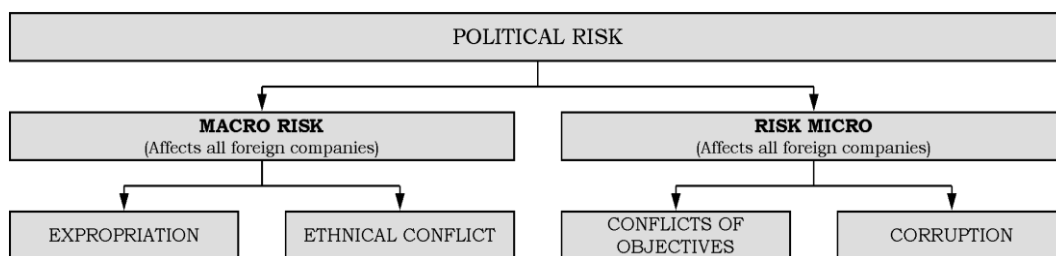 POLITICAL RISK
MACRO RISK
(Affects all foreign companies)
RISK MICRO
(Affects all foreign companies)
EXPROPRIATION
ETHNICAL CONFLICT
CONFLICTS OF
OBJECTIVES
CORRUPTION